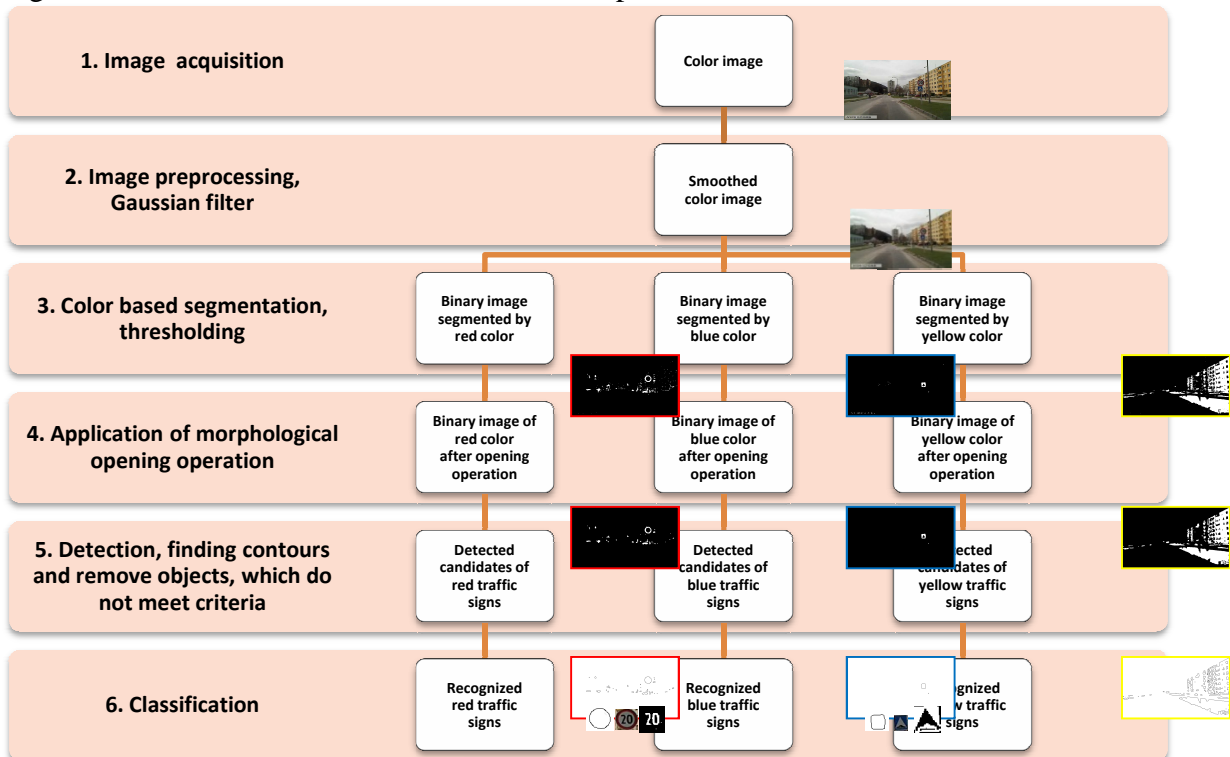 1. Image acquisition
Color image
2. Image preprocessing,
Gaussian filter
Smoothed
color image
3. Color based segmentation,
thresholding
Binary image
segmented by
red color
Binary image
segmented by
blue color
Binary image
segmented by
yellow color
4. Application of morphological
opening operation
Binary image of
red color
after opening
operation
Binary image of
blue color
after opening
operation
Binary image of
yellow color
after opening
operation
5. Detection, finding contours
and remove objects, which do
not meet criteria
Detected
candidates of
red traffic
signs
Detected
candidates of
blue traffic
signs
candidates of
yellow traffic
signs
6. Classification
Recognized
red traffic
signs
Recognized
blue traffic
signs
traffic
signs
20
20